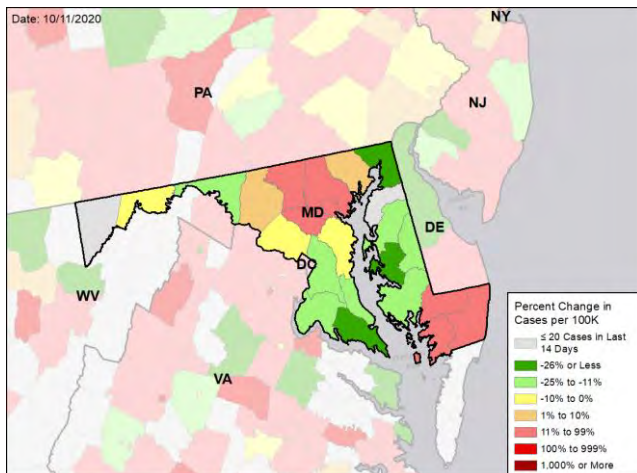 Date: 10/11/2020
NY
PA
NJ
MD
DE
DC
WV
VA
Percent Change in
Cases per 100K
≤ 20 Cases in Last
14 Days
-26% or Less
-25% to -11%
-10% to 0%
1% to 10%
11% to 99%
100% to 999%
1,000% or More